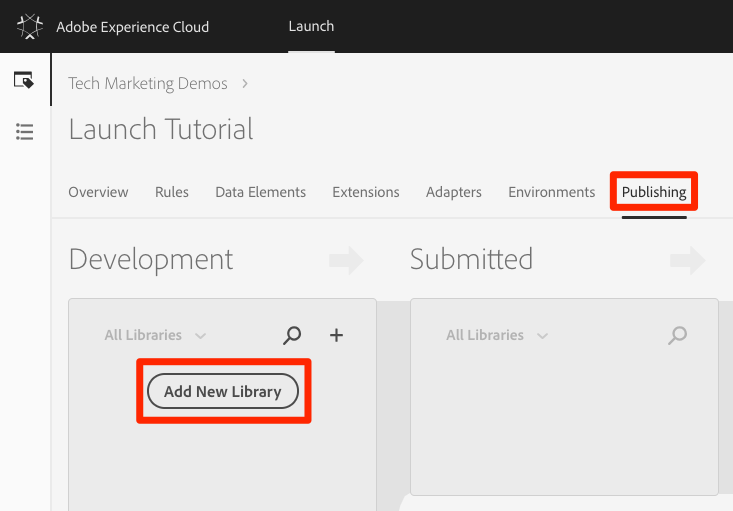 Adobe Experience Cloud Launch
Tech Marketing Demos >
Launch Tutorial
Overview Rules Data Elements Extensions Adapters Environments Publishing
Development Submitted
All Libraries + All Libraries
Add New Library